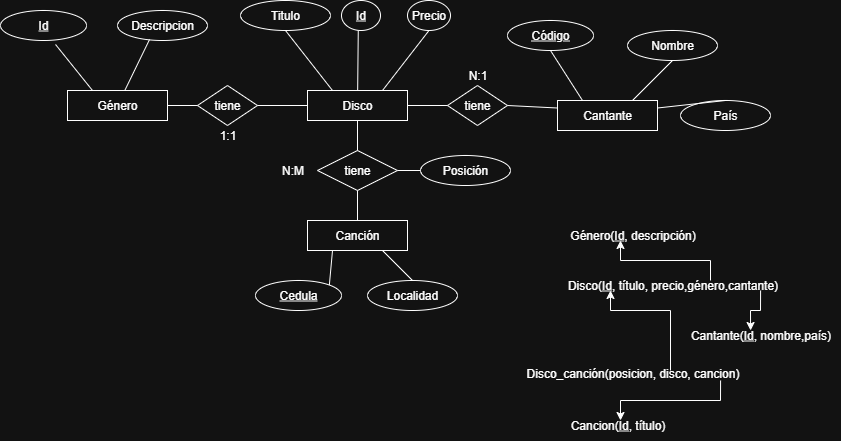 Titulo
Id
Precio
Id
Descripcion
Código
Nombre
N:1
Género
tiene
Disco
tiene
Cantante
País
1:1
N:M
tiene
Posición
Canción
Género(Id, descripción)
Cedula
Localidad
Disco(Id, título, precio,género,cantante)
Cantante(Id, nombre,país)
Disco_canción(posicion, disco, cancion)
Cancion(Id, título)